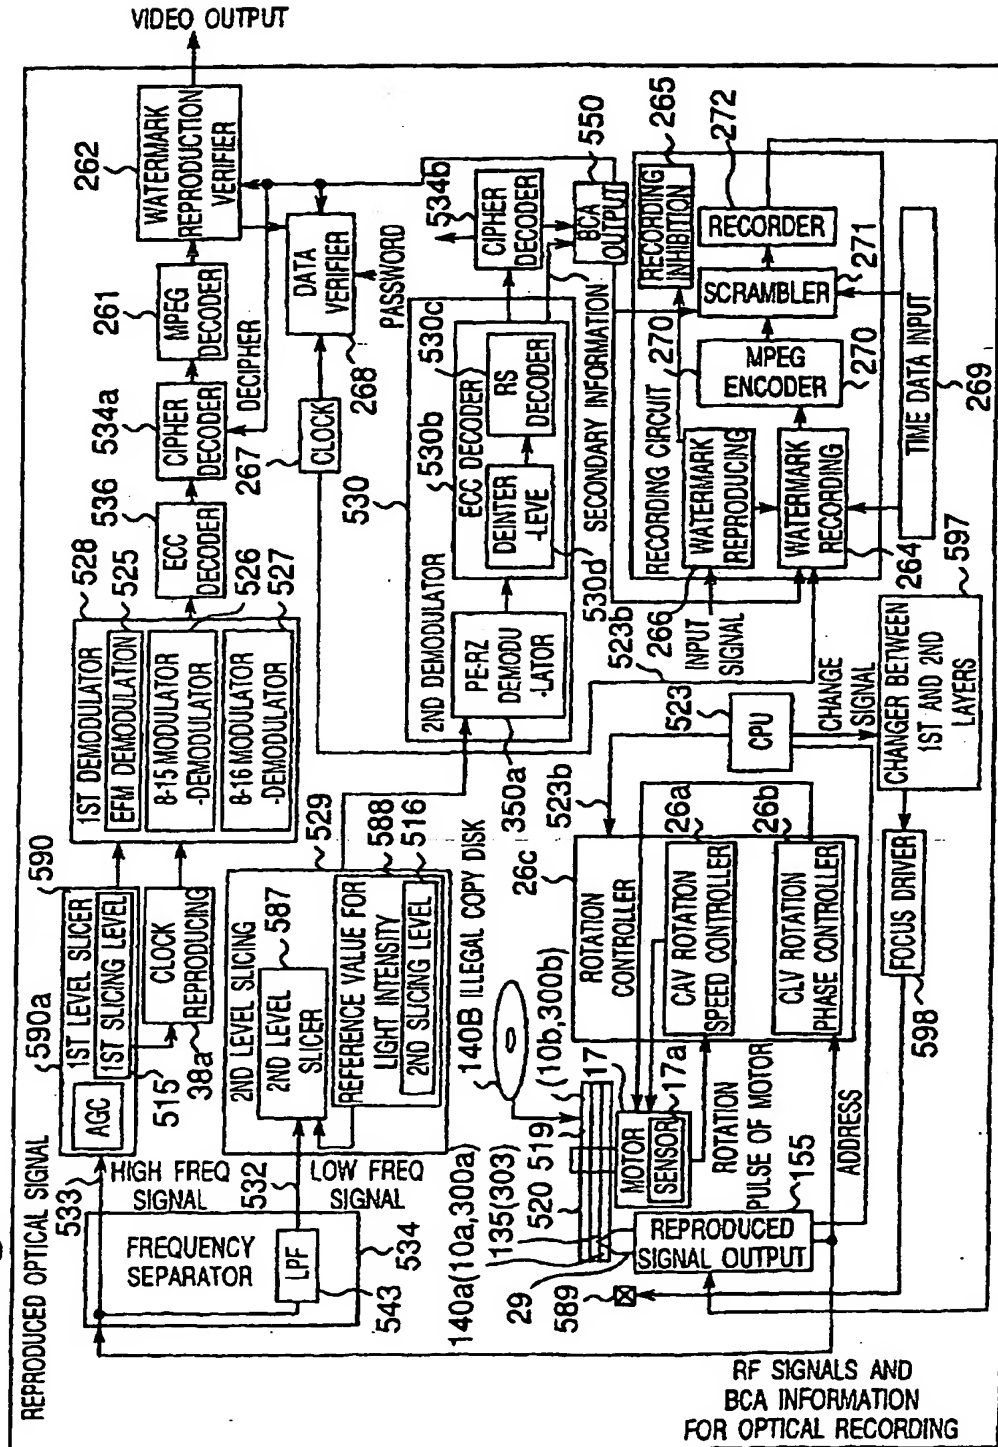 REPRODUCED OPTICAL SIGNAL
533
HIGH FREQ
SIGNAL
FREQUENCY
SEPARATOR
LPF
543
534
532
LOW FREQ
SIGNAL
590a
590
1ST LEVEL SLICER
1ST SLICING LEVEL
AGC
515
CLOCK
REPRODUCING
38a
528
1ST DEMODULATOR
EFM DEMODULATION
525
8-15 MODULATOR
-DEMODULATOR
526
8-16 MODULATOR
-DEMODULATOR
527
536
ECC
DECODER
534a
CIPHER
DECODER
DECIPHER
261
MPEG
DECODER
262
WATERMARK
REPRODUCTION
VERIFIER
VIDEO OUTPUT
267
CLOCK
DATA
VERIFIER
268
PASSWORD
2ND LEVEL SLICING
2ND LEVEL
SLICER
587
529
REFERENCE VALUE FOR
LIGHT INTENSITY
588
2ND SLICING LEVEL
516
530
2ND DEMODULATOR
PE-RZ
DEMODU
-LATOR
350a
530b
ECC DECODER
DEINTER
-LEVE
530d
530c
RS
DECODER
534b
CIPHER
DECODER
550
BCA
OUTPUT
SECONDARY INFORMATION
523b
140B ILLEGAL COPY DISK
RECORDING CIRCUIT
270
265
RECORDING
INHIBITION
272
RECORDER
SCRAMBLER
271
MPEG
ENCODER
270
WATERMARK
REPRODUCING
266
INPUT
SIGNAL
WATERMARK
RECORDING
264
TIME DATA INPUT
269
523
CPU
CHANGE
SIGNAL
597
CHANGER BETWEEN
1ST AND 2ND
LAYERS
523b
26c
ROTATION
CONTROLLER
26a
CAV ROTATION
SPEED CONTROLLER
26b
CLV ROTATION
PHASE CONTROLLER
FOCUS DRIVER
598
140a(10a,300a)
135(303)
520 519
(10b,300b)
17
MOTOR
SENSOR
17a
ROTATION
PULSE OF MOTOR
155
ADDRESS
REPRODUCED
SIGNAL OUTPUT
29
589
RF SIGNALS AND
BCA INFORMATION
FOR OPTICAL RECORDING